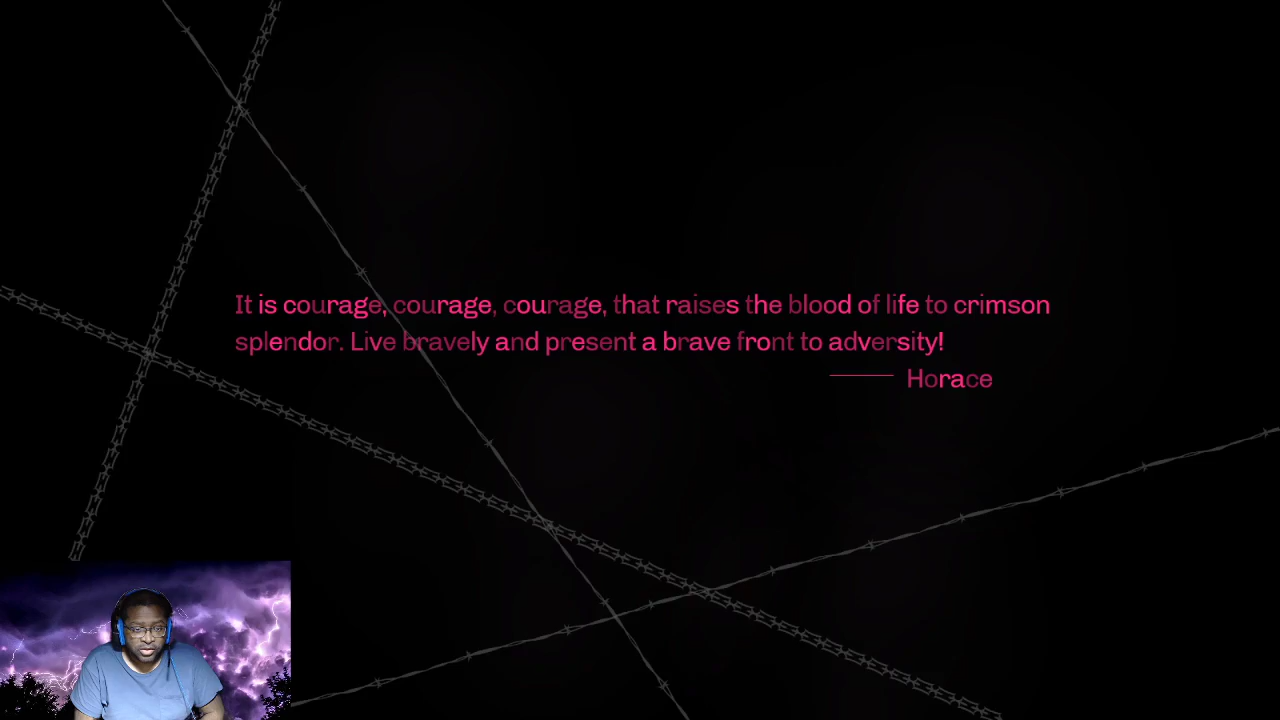 It is courage, courage, courage, that raises the blood of life to crimson
splendor. Live bravely and present a brave front to adversity!
Horace